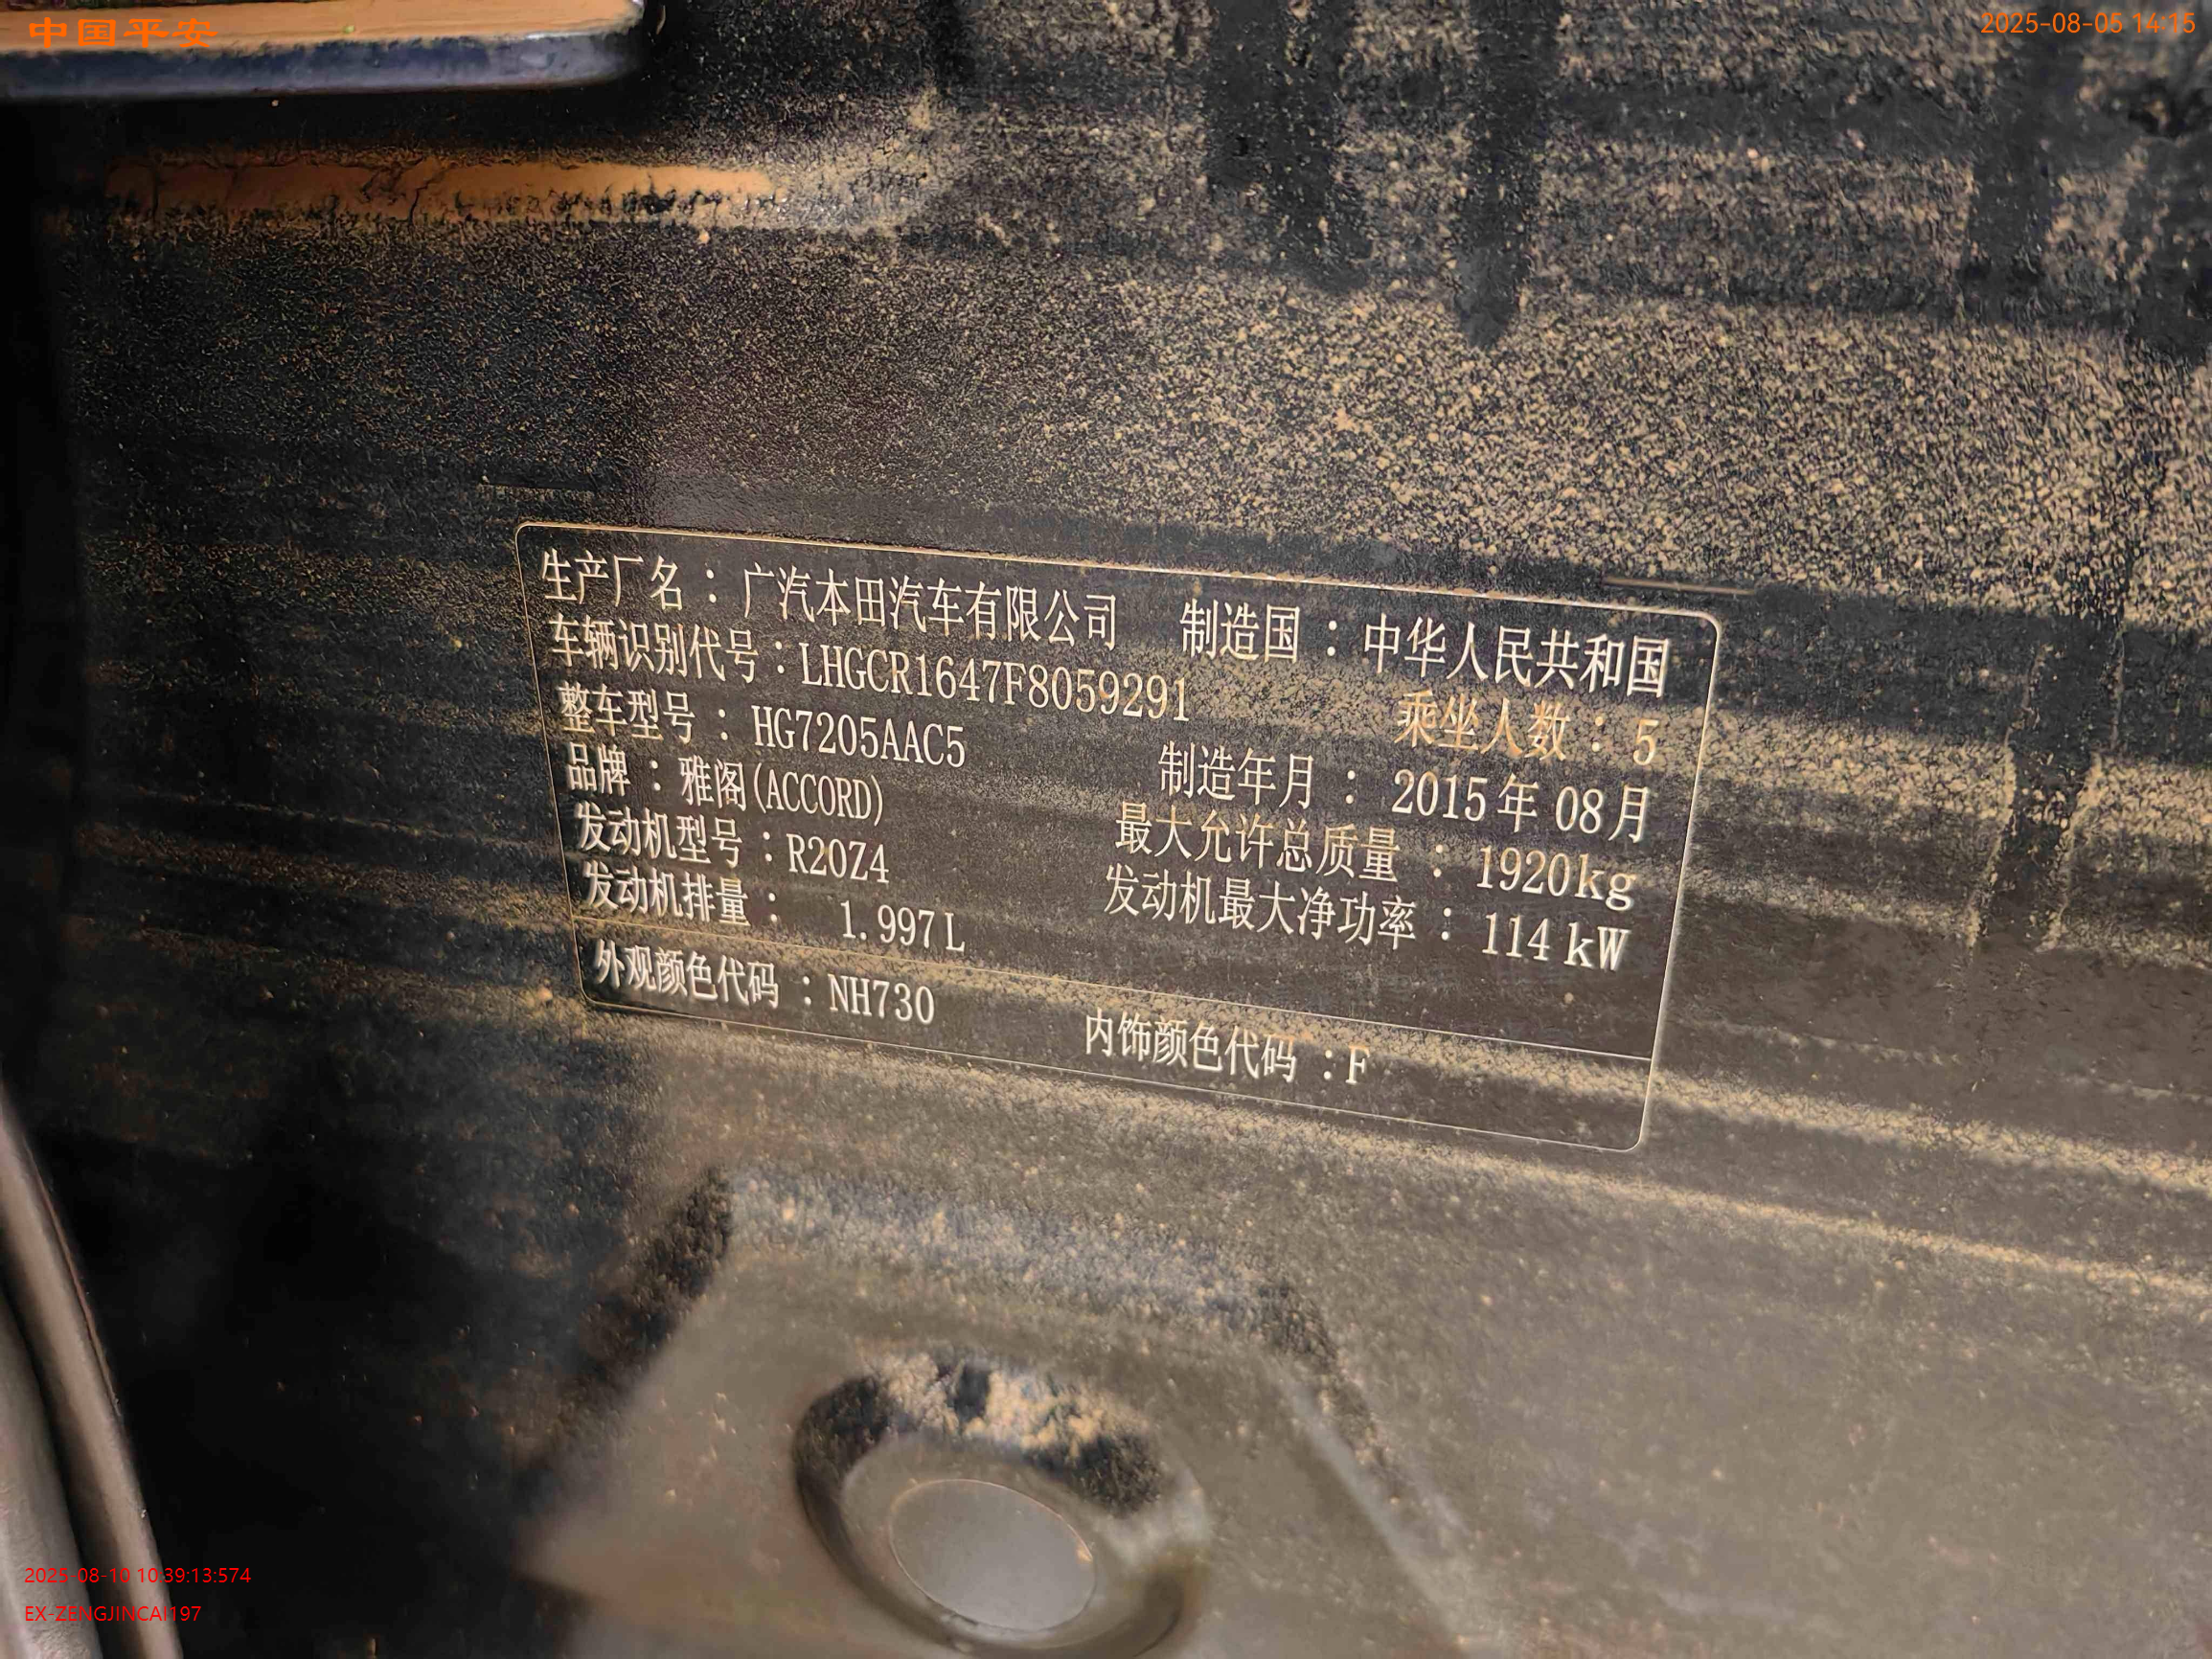 中国平安
2025-08-05 14:15
生产厂名：广汽本田汽车有限公司 制造国：中华人民共和国
车辆识别代号：LHGCR1647F8059291 乘坐人数：5
整车型号：HG7205AAC5 制造年月：2015年08月
品牌：雅阁(ACCORD) 最大允许总质量：1920kg
发动机型号：R20Z4 发动机最大净功率：114kW
发动机排量：1.997L
外观颜色代码：NH730 内饰颜色代码：F
2025-08-10 10:39:13:574
EX-ZENGJINCAI197